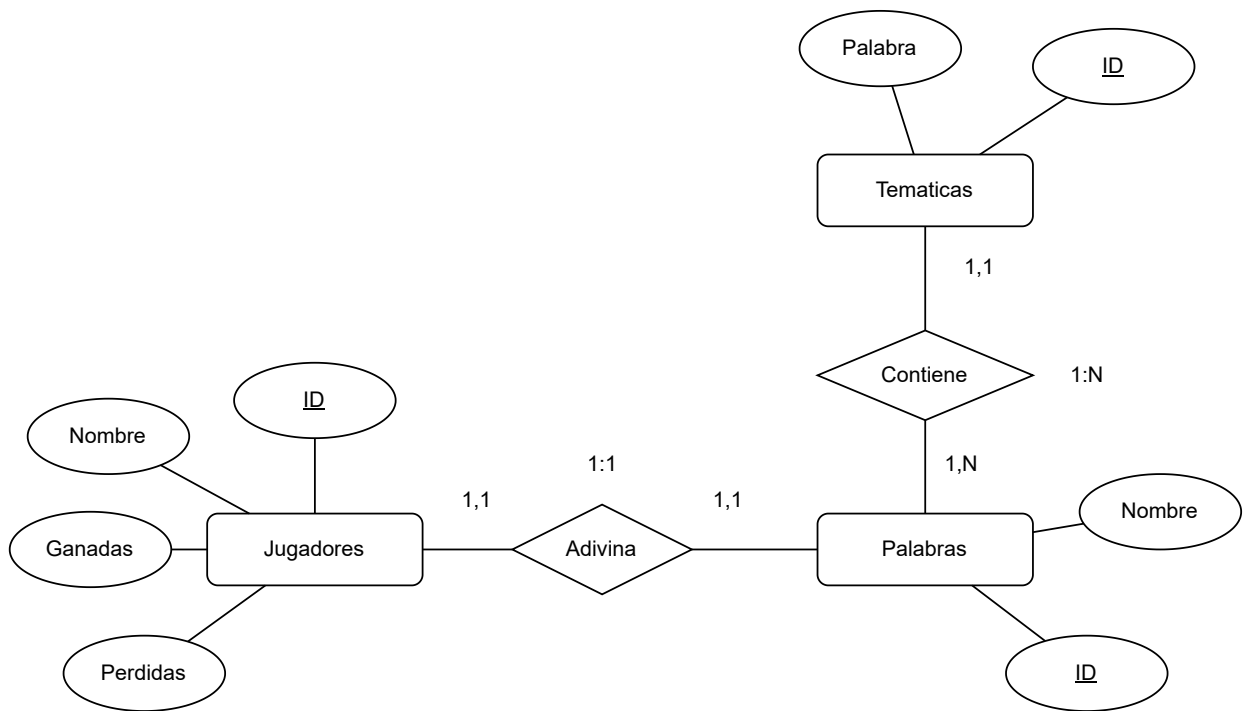 Palabra
ID
Tematicas
1,1
Contiene
1:N
ID
Nombre
1:1
1,N
1,1
1,1
Nombre
Ganadas
Jugadores
Adivina
Palabras
Perdidas
ID